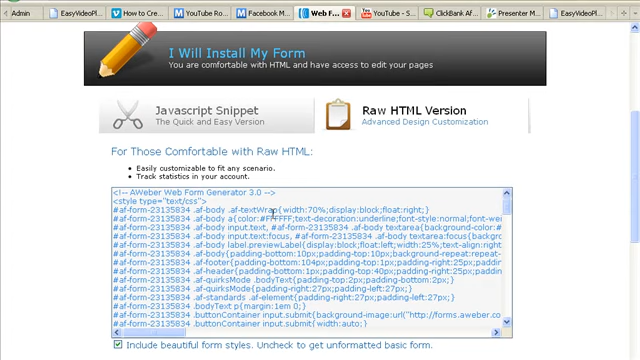 Admin
EasyVideoPl
How to Cre
YouTube Ro
Facebook M
Web F
YouTube - S
ClickBank Af
Presenter M
EasyVideoPl
I Will Install My Form
You are comfortable with HTML and have access to edit your pages
Javascript Snippet
The Quick and Easy Version
Raw HTML Version
Advanced Design Customization
For Those Comfortable with Raw HTML:
Easily customizable to fit any scenario.
Track statistics in your account.
<!-- AWeber Web Form Generator 3.0 -->
<style type="text/css">
#af-form-23135834 .af-body .af-textWrap{width:70%;display:block;float:right;}
#af-form-23135834 .af-body a{color:#FFFFFF;text-decoration:underline;font-style:normal;font-wei
#af-form-23135834 .af-body input.text, #af-form-23135834 .af-body textarea{background-color:
#af-form-23135834 .af-body input.text:focus, #af-form-23135834 .af-body textarea:focus{backgro
#af-form-23135834 .af-body label.previewLabel{display:block;float:left;width:25%;text-align:right
#af-form-23135834 .af-body{padding-bottom:10px;padding-top:10px;background-repeat:repeat-
#af-form-23135834 .af-footer{padding-bottom:104px;padding-top:1px;padding-right:15px;padding-
#af-form-23135834 .af-header{padding-bottom:1px;padding-top:40px;padding-right:25px;padding-
#af-form-23135834 .af-quirksMode .bodyText{padding-top:2px;padding-bottom:2px;}
#af-form-23135834 .af-quirksMode{padding-right:27px;padding-left:27px;}
#af-form-23135834 .af-standards .af-element{padding-right:27px;padding-left:27px;}
#af-form-23135834 .bodyText p{margin:1em 0;}
#af-form-23135834 .buttonContainer input.submit{background-image:url("http://forms.aweber.co
#af-form-23135834 .buttonContainer input.submit{width:auto;}
Include beautiful form styles. Uncheck to get unformatted basic form.